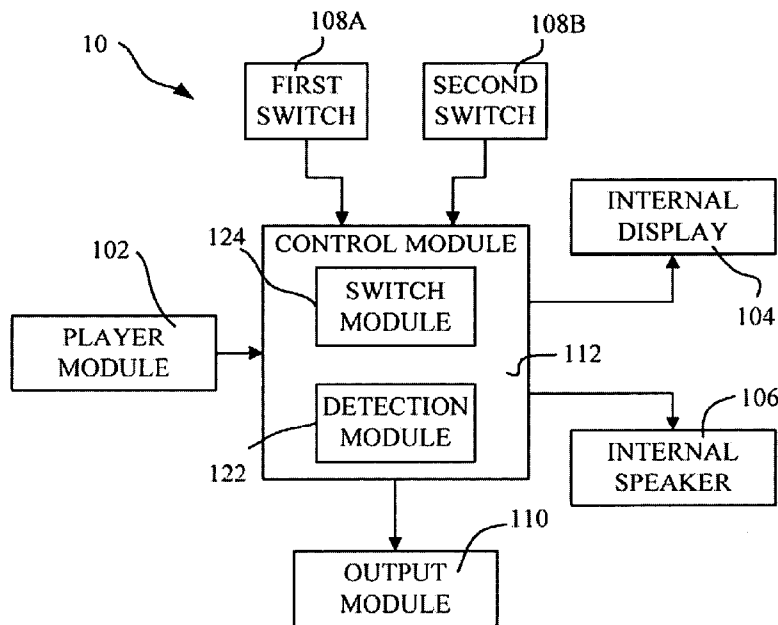 10
108A
108B
FIRST
SWITCH
SECOND
SWITCH
124
CONTROL MODULE
SWITCH
MODULE
INTERNAL
DISPLAY
104
102
PLAYER
MODULE
112
DETECTION
MODULE
122
106
INTERNAL
SPEAKER
110
OUTPUT
MODULE